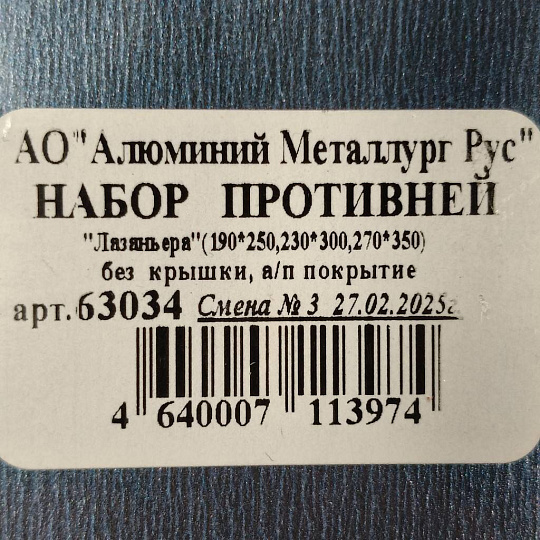 АО "Алюминий Металлург Рус"
НАБОР ПРОТИВНЕЙ
"Лазаньера"(190*250,230*300,270*350)
без крышки, а/п покрытие
арт.63034 Смена № 3 27.02.2025г
4 640007 113974